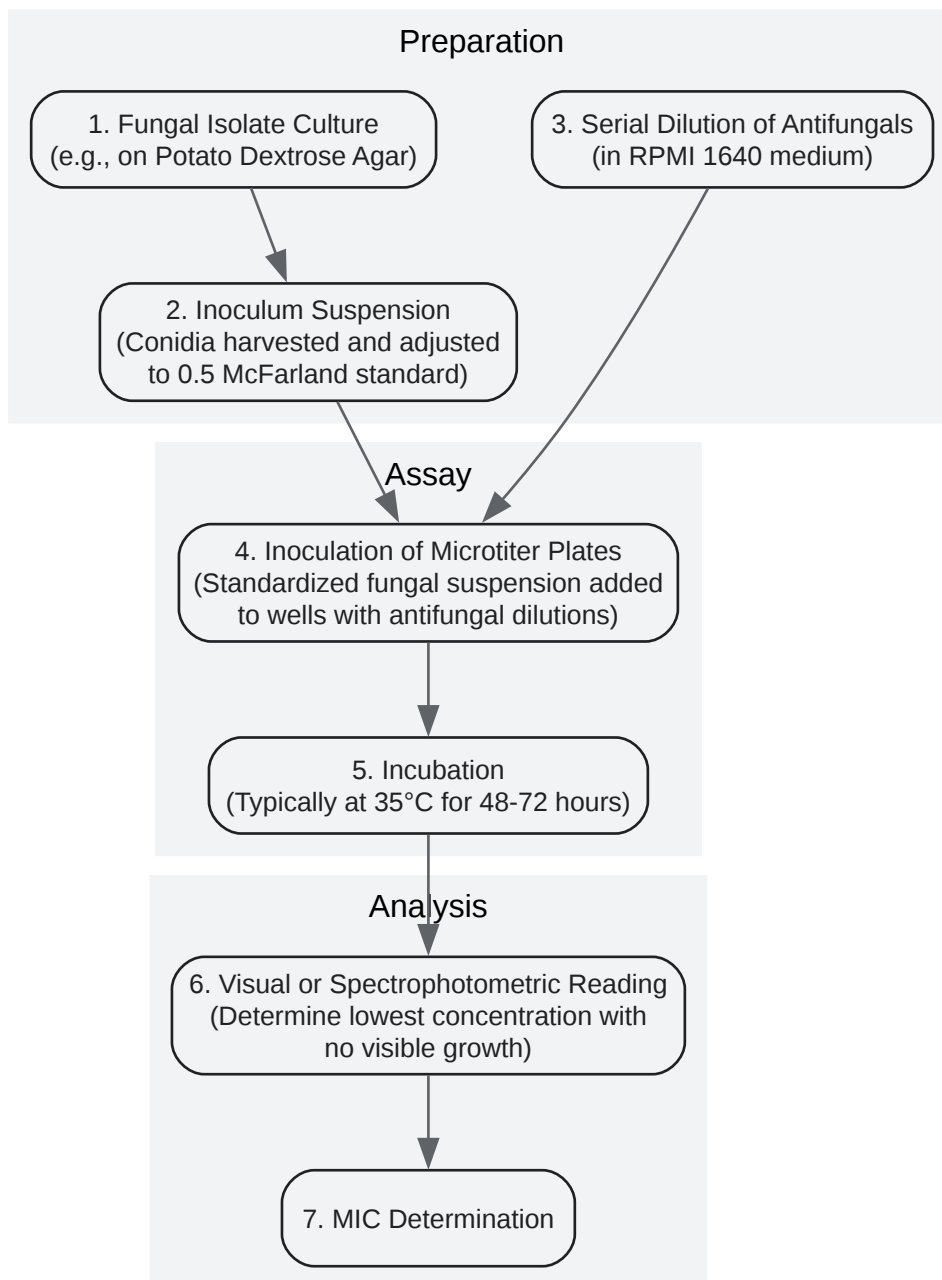 Preparation
1. Fungal Isolate Culture
(e.g., on Potato Dextrose Agar)
3. Serial Dilution of Antifungals
(in RPMI 1640 medium)
2. Inoculum Suspension
(Conidia harvested and adjusted
to 0.5 McFarland standard)
Assay
4. Inoculation of Microtiter Plates
(Standardized fungal suspension added
to wells with antifungal dilutions)
5. Incubation
(Typically at 35°C for 48-72 hours)
Analysis
6. Visual or Spectrophotometric Reading
(Determine lowest concentration with
no visible growth)
7. MIC Determination